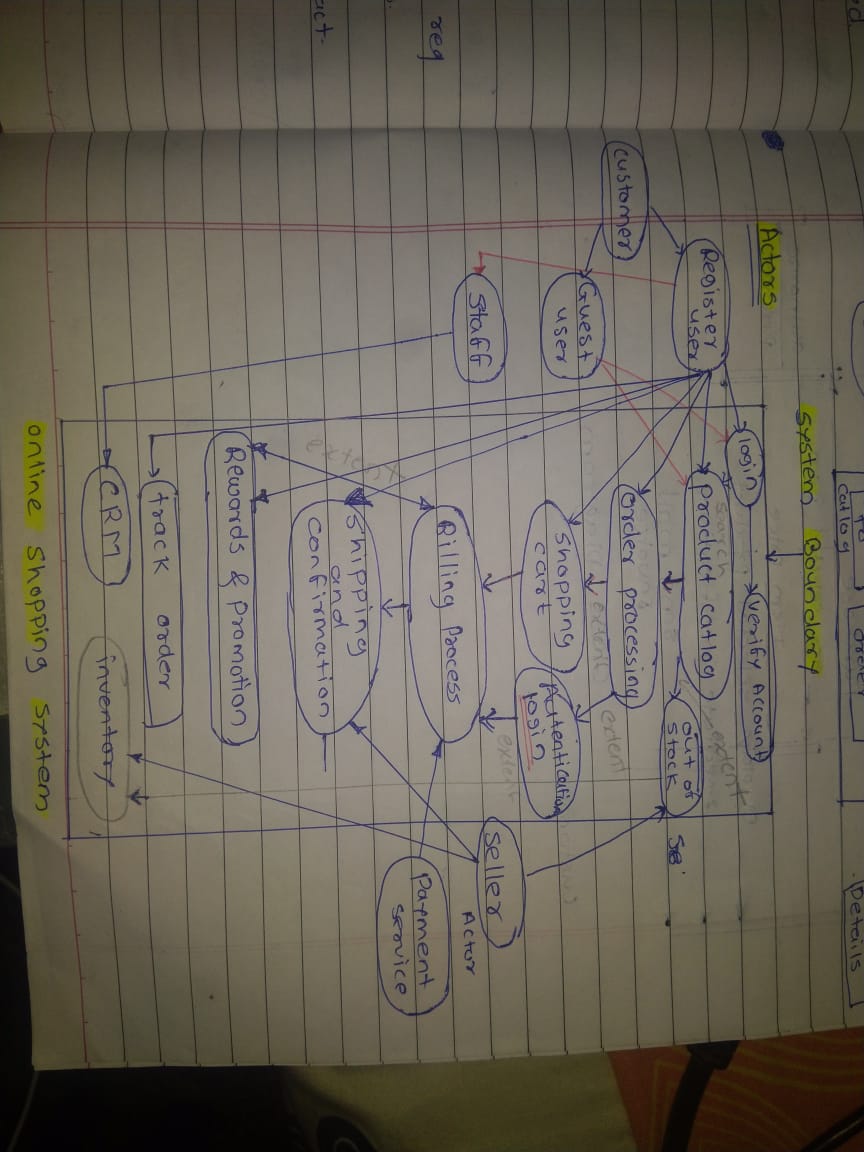 req
act-
catlog
Details
System Boundary
Actors
customer
Register
user
Guest
user
Staff
login
verify Account
search
product catlog
extent
out of
stock
order processing
extent
extent
shopping
cart
Autentication
login
extent
Billing Process
extent
Shipping
and
confirmation
Rewards & promotion
track order
CRM
inventory
seller
Actor
Payment
service
online shopping system